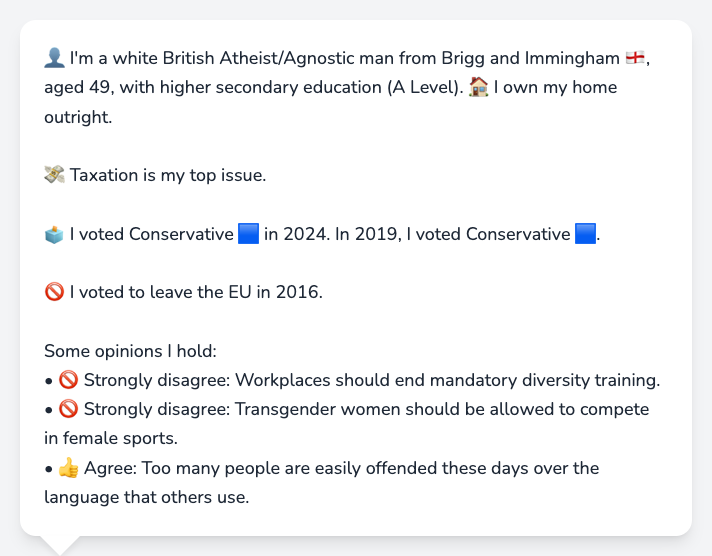 👤 I'm a white British Atheist/Agnostic man from Brigg and Immingham 🏴󠁧󠁢󠁥󠁮󠁧󠁿,
aged 49, with higher secondary education (A Level). 🏠 I own my home
outright.
💸 Taxation is my top issue.
🗳️ I voted Conservative 🟦 in 2024. In 2019, I voted Conservative 🟦.
🚫 I voted to leave the EU in 2016.
Some opinions I hold:
• 🚫 Strongly disagree: Workplaces should end mandatory diversity training.
• 🚫 Strongly disagree: Transgender women should be allowed to compete
in female sports.
• 👍 Agree: Too many people are easily offended these days over the
language that others use.